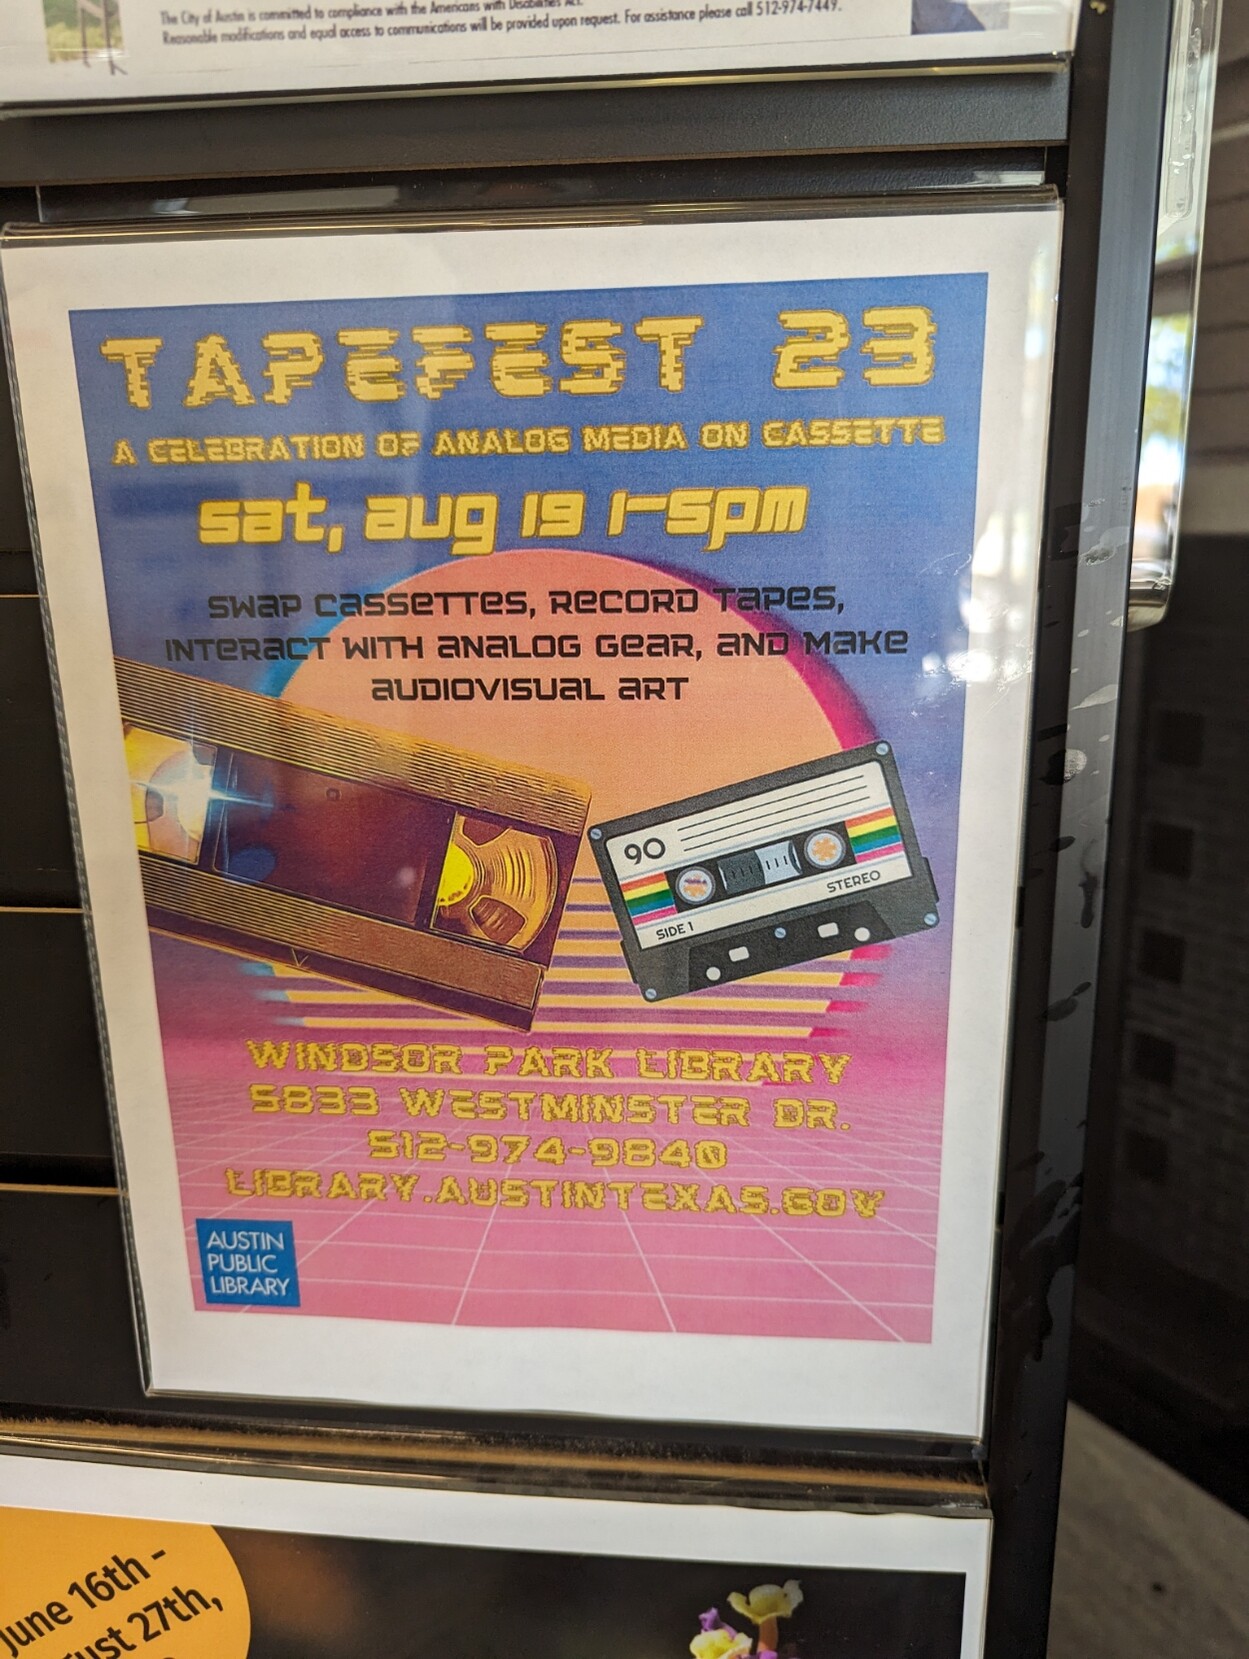 The City of Austin is committed to compliance with the Americans with Disabilities Act.
Reasonable modifications and equal access to communications will be provided upon request. For assistance please call 512-974-7449.
TAPEFEST 23
A CELEBRATION OF ANALOG MEDIA ON CASSETTE
sat, aug 19 1-5pm
SWAP CASSETTES, RECORD TAPES,
INTERACT WITH ANALOG GEAR, AND MAKE
AUDIOVISUAL ART
90
STEREO
SIDE 1
WINDSOR PARK LIBRARY
5833 WESTMINSTER DR.
512-974-9840
LIBRARY.AUSTINTEXAS.GOV
AUSTIN
PUBLIC
LIBRARY
June 16th -
27th,